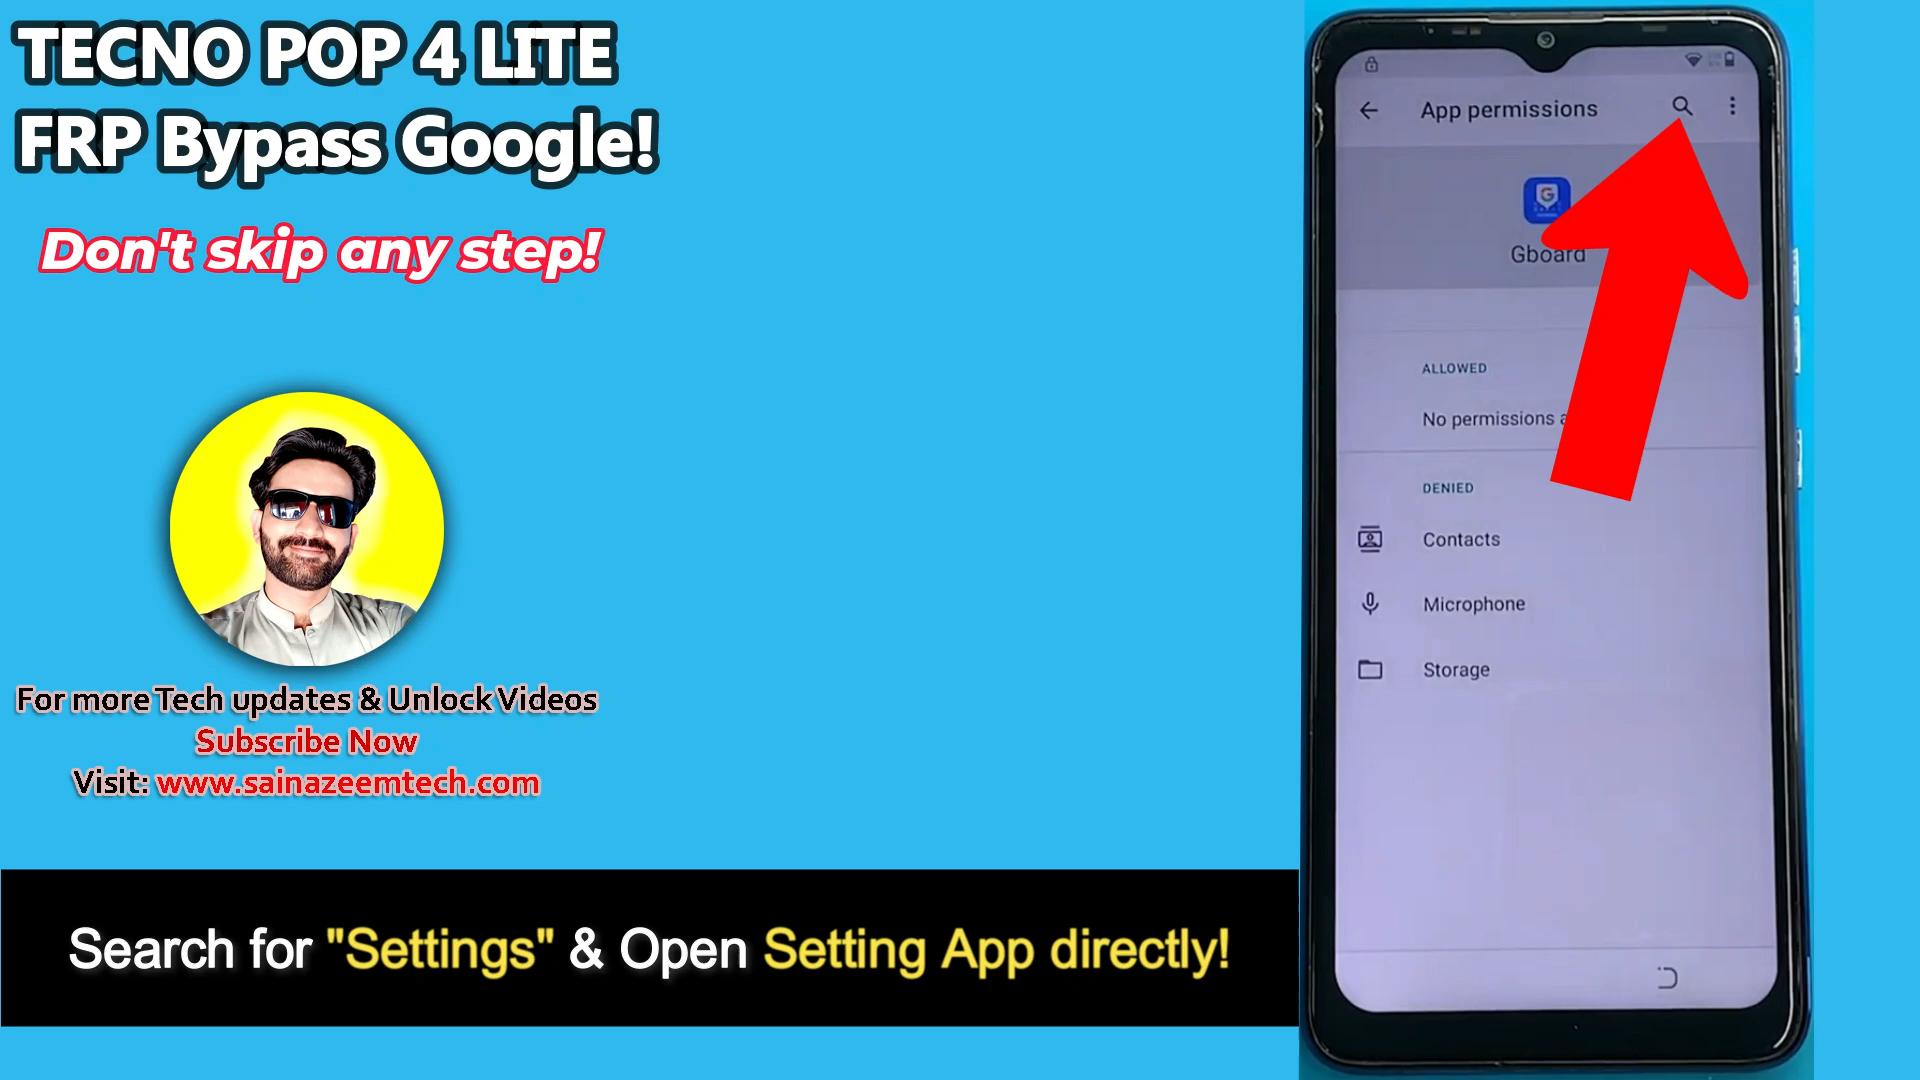 TECNO POP 4 LITE
FRP Bypass Google!
Don't skip any step!
For more Tech updates & Unlock Videos
Subscribe Now
Visit: www.sainazeemtech.com
Search for "Settings" & Open Setting App directly!
App permissions
Gboard
ALLOWED
No permissions
DENIED
Contacts
Microphone
Storage